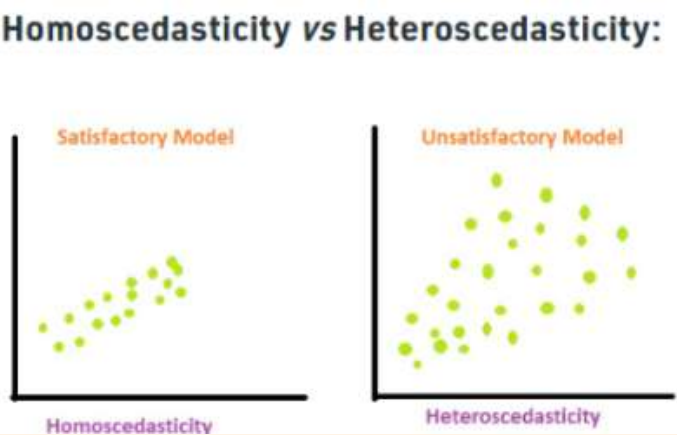 Homoscedasticity vs Heteroscedasticity:
Satisfactory Model
Unsatisfactory Model
Homoscedasticity
Heteroscedasticity